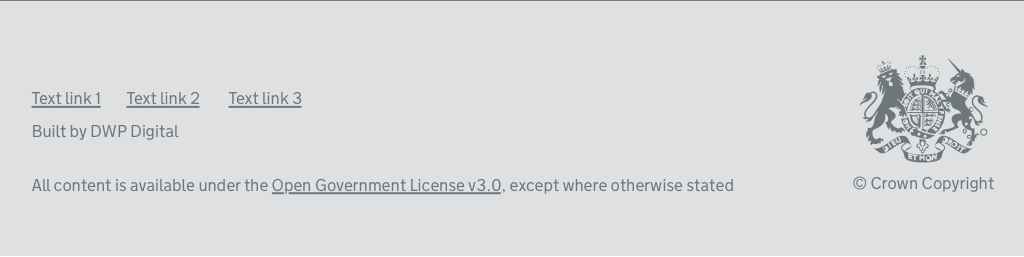 Text link 1 Text link 2 Text link 3
Built by DWP Digital
All content is available under the Open Government License v3.0, except where otherwise stated
© Crown Copyright